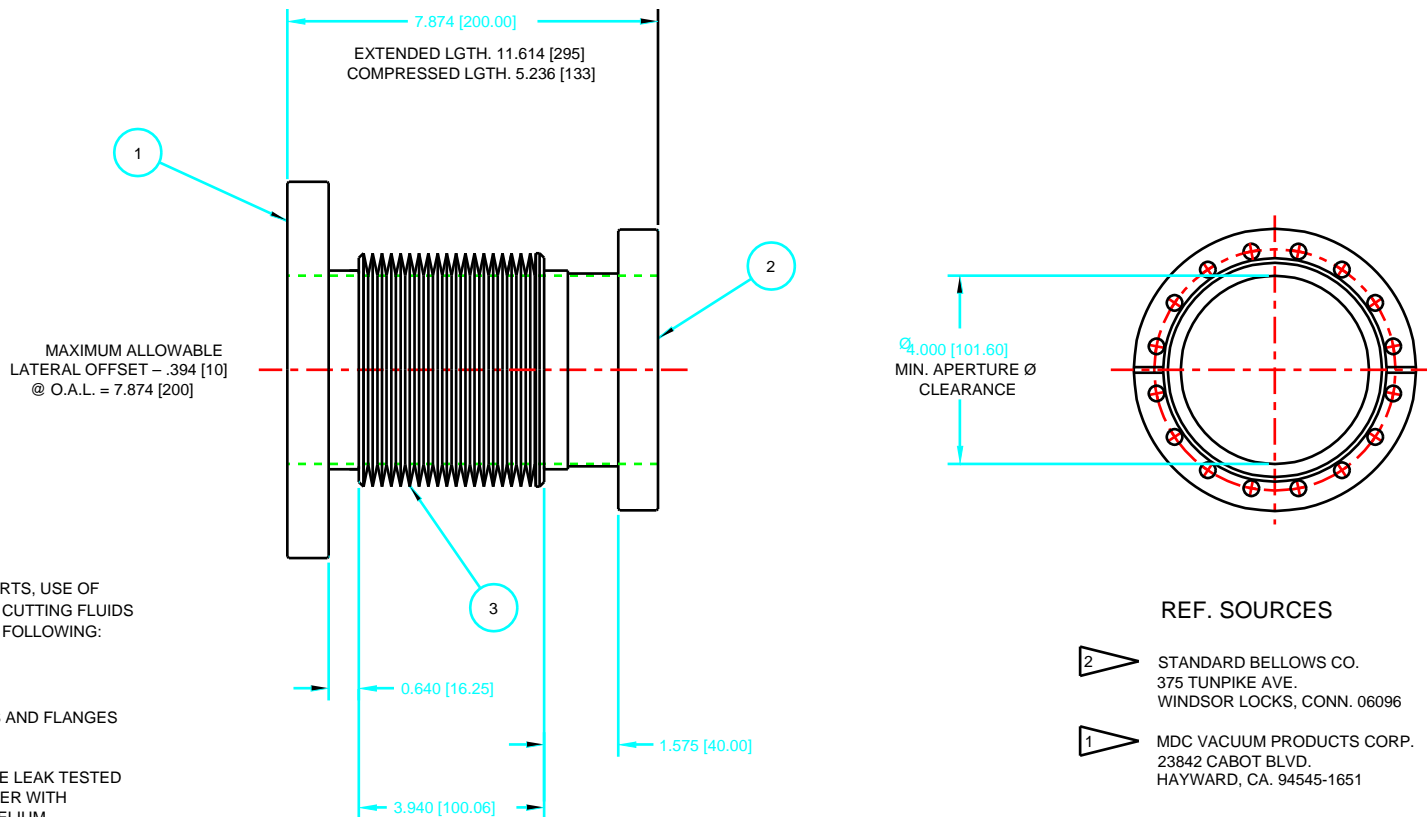 7.874 [200.00]
EXTENDED LGTH. 11.614 [295]
COMPRESSED LGTH. 5.236 [133]
1
2
MAXIMUM ALLOWABLE
LATERAL OFFSET – .394 [10]
@ O.A.L. = 7.874 [200]
Ø4.000 [101.60]
MIN. APERTURE Ø
CLEARANCE
3
RTS, USE OF
CUTTING FLUIDS
FOLLOWING:
AND FLANGES
E LEAK TESTED
ER WITH
ELIUM
0.640 [16.25]
1.575 [40.00]
3.940 [100.06]
REF. SOURCES
2
STANDARD BELLOWS CO.
375 TUNPIKE AVE.
WINDSOR LOCKS, CONN. 06096
1
MDC VACUUM PRODUCTS CORP.
23842 CABOT BLVD.
HAYWARD, CA. 94545-1651